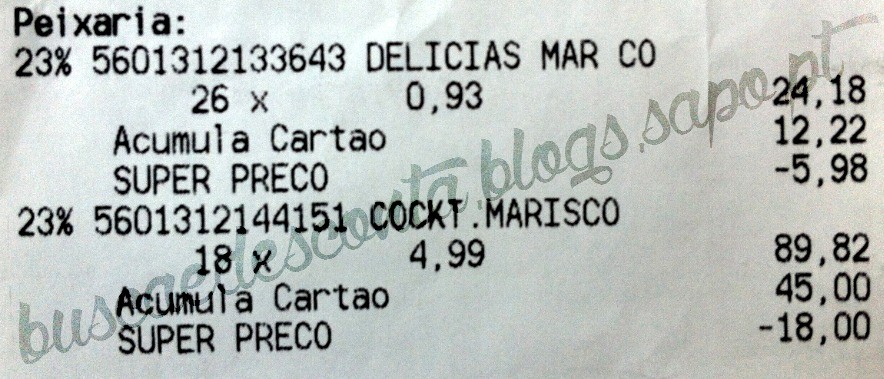 Peixaria:
23% 5601312133643 DELICIAS MAR CO
26 x 0,93 24,18
Acumula Cartao 12,22
SUPER PRECO -5,98
23% 5601312144151 COCKT.MARISCO
18 x 4,99 89,82
Acumula Cartao 45,00
SUPER PRECO -18,00
buscaedesconta.blogs.sapo.pt